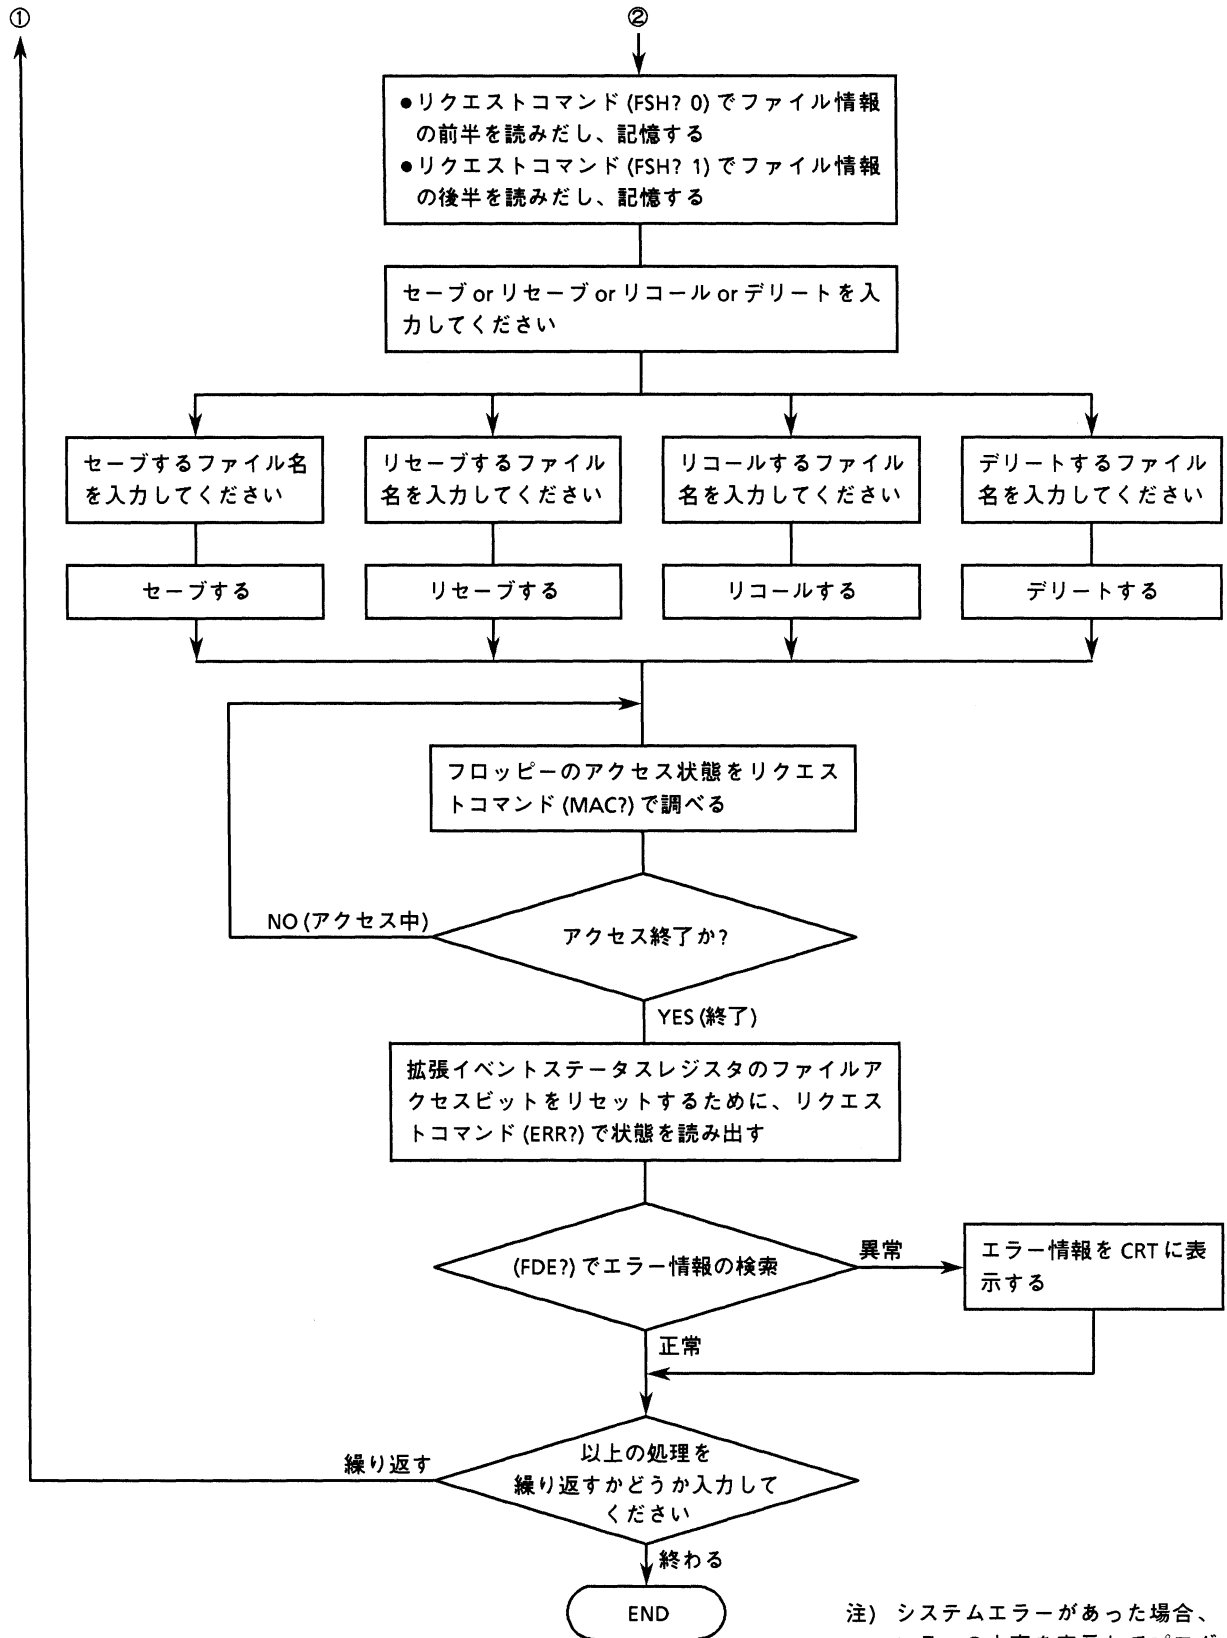 ①
②
●リクエストコマンド(FSH? 0)でファイル情報
の前半を読みだし、記憶する
●リクエストコマンド(FSH? 1)でファイル情報
の後半を読みだし、記憶する
セーブ or リセーブ or リコール or デリートを入
力してください
セーブするファイル名
を入力してください
リセーブするファイル
名を入力してください
リコールするファイル
名を入力してください
デリートするファイル
名を入力してください
セーブする
リセーブする
リコールする
デリートする
フロッピーのアクセス状態をリクエス
トコマンド(MAC?)で調べる
NO(アクセス中)
アクセス終了か?
YES(終了)
拡張イベントステータスレジスタのファイルア
クセスビットをリセットするために、リクエス
トコマンド(ERR?)で状態を読み出す
(FDE?)でエラー情報の検索
異常
エラー情報を CRT に表
示する
正常
繰り返す
以上の処理を
繰り返すかどうか入力して
ください
終わる
END
注) システムエラーがあった場合、